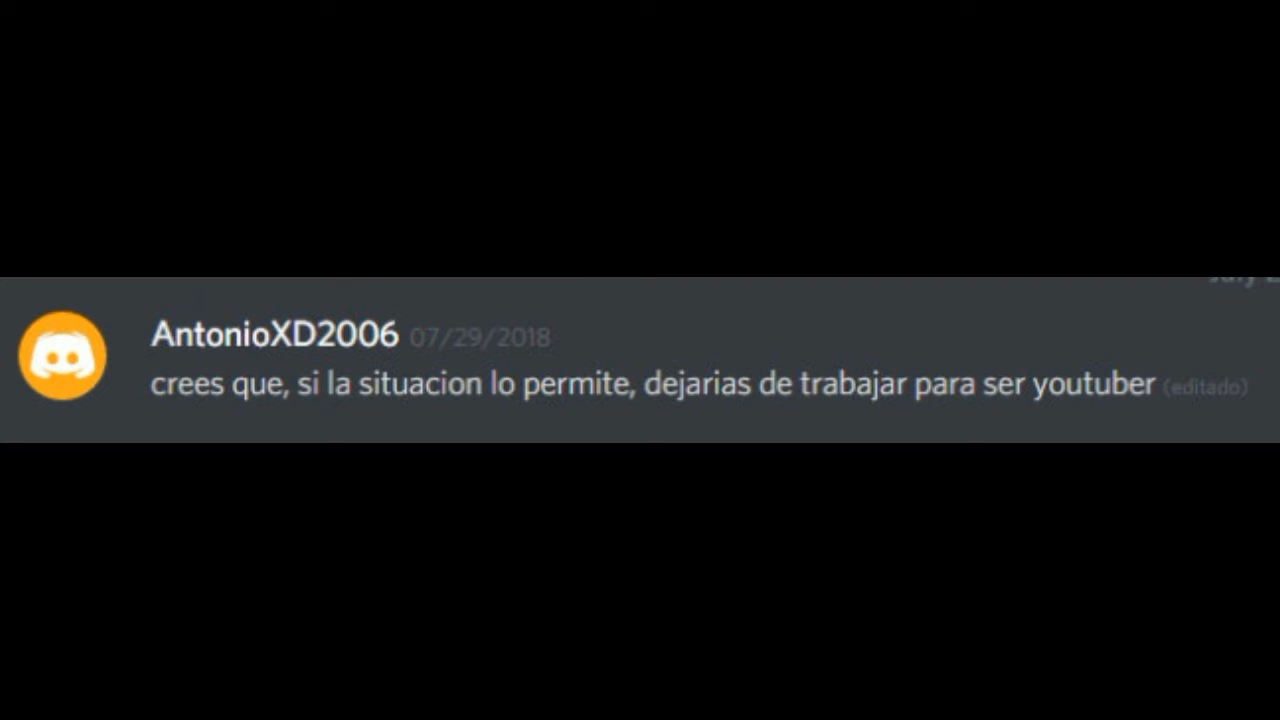 AntonioXD2006 07/29/2018
crees que, si la situacion lo permite, dejarias de trabajar para ser youtuber (editado)